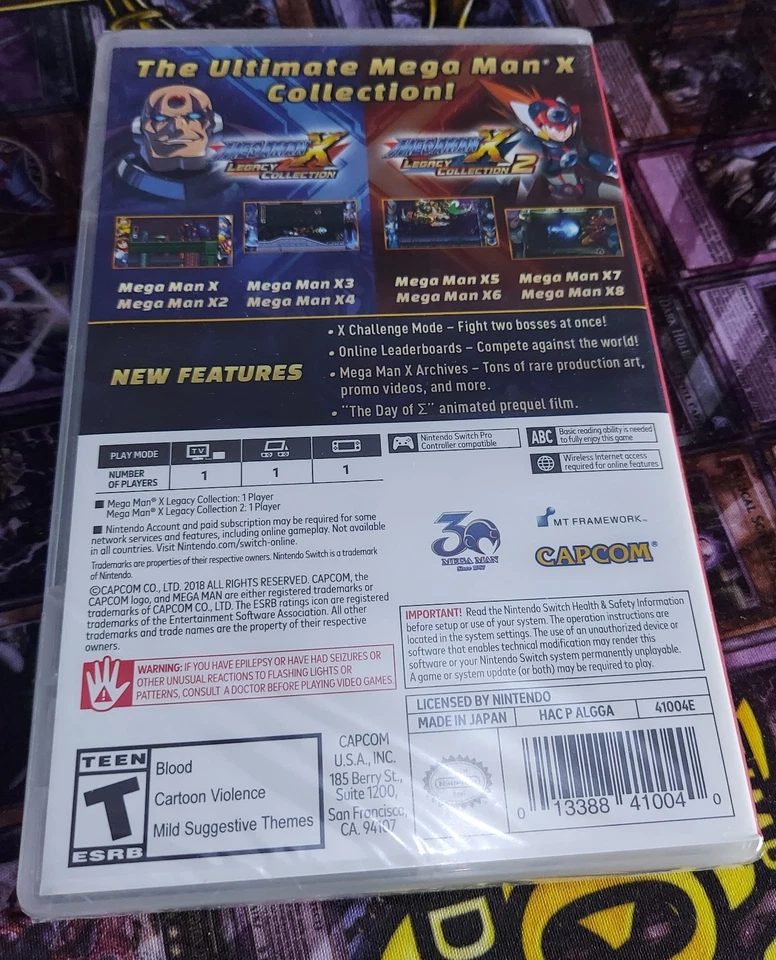 The Ultimate Mega Man® X
Collection!
MEGAMAN X
LEGACY
COLLECTION
MEGAMAN X
LEGACY
COLLECTION 2
Mega Man X
Mega Man X2
Mega Man X3
Mega Man X4
Mega Man X5
Mega Man X6
Mega Man X7
Mega Man X8
NEW FEATURES
• X Challenge Mode – Fight two bosses at once!
• Online Leaderboards – Compete against the world!
• Mega Man X Archives – Tons of rare production art,
promo videos, and more.
• "The Day of Σ" animated prequel film.
PLAY MODE
TV
NUMBER
OF PLAYERS
1
1
1
Nintendo Switch Pro
Controller compatible
ABC
Basic reading ability is needed
to fully enjoy this game
Wireless Internet access
required for online features
■ Mega Man® X Legacy Collection: 1 Player
Mega Man® X Legacy Collection 2: 1 Player
■ Nintendo Account and paid subscription may be required for some
network services and features, including online gameplay. Not available
in all countries. Visit Nintendo.com/switch-online.
Trademarks are properties of their respective owners. Nintendo Switch is a trademark
of Nintendo.
©CAPCOM CO., LTD. 2018 ALL RIGHTS RESERVED. CAPCOM, the
CAPCOM logo, and MEGA MAN are either registered trademarks or
trademarks of CAPCOM CO., LTD. The ESRB ratings icon are registered
trademarks of the Entertainment Software Association. All other
trademarks and trade names are the property of their respective
owners.
30
MEGA MAN
Since 1987
MT FRAMEWORK™
CAPCOM®
WARNING: IF YOU HAVE EPILEPSY OR HAVE HAD SEIZURES OR
OTHER UNUSUAL REACTIONS TO FLASHING LIGHTS OR
PATTERNS, CONSULT A DOCTOR BEFORE PLAYING VIDEO GAMES.
IMPORTANT! Read the Nintendo Switch Health & Safety Information
before setup or use of your system. The operation instructions are
located in the system settings. The use of an unauthorized device or
software that enables technical modification may render this
software or your Nintendo Switch system permanently unplayable.
A game or system update (or both) may be required to play.
LICENSED BY NINTENDO
MADE IN JAPAN
HAC P ALGGA
41004E
TEEN
T
ESRB
Blood
Cartoon Violence
Mild Suggestive Themes
CAPCOM
U.S.A., INC.
185 Berry St.,
Suite 1200,
San Francisco,
CA. 94107
0 13388 41004 0